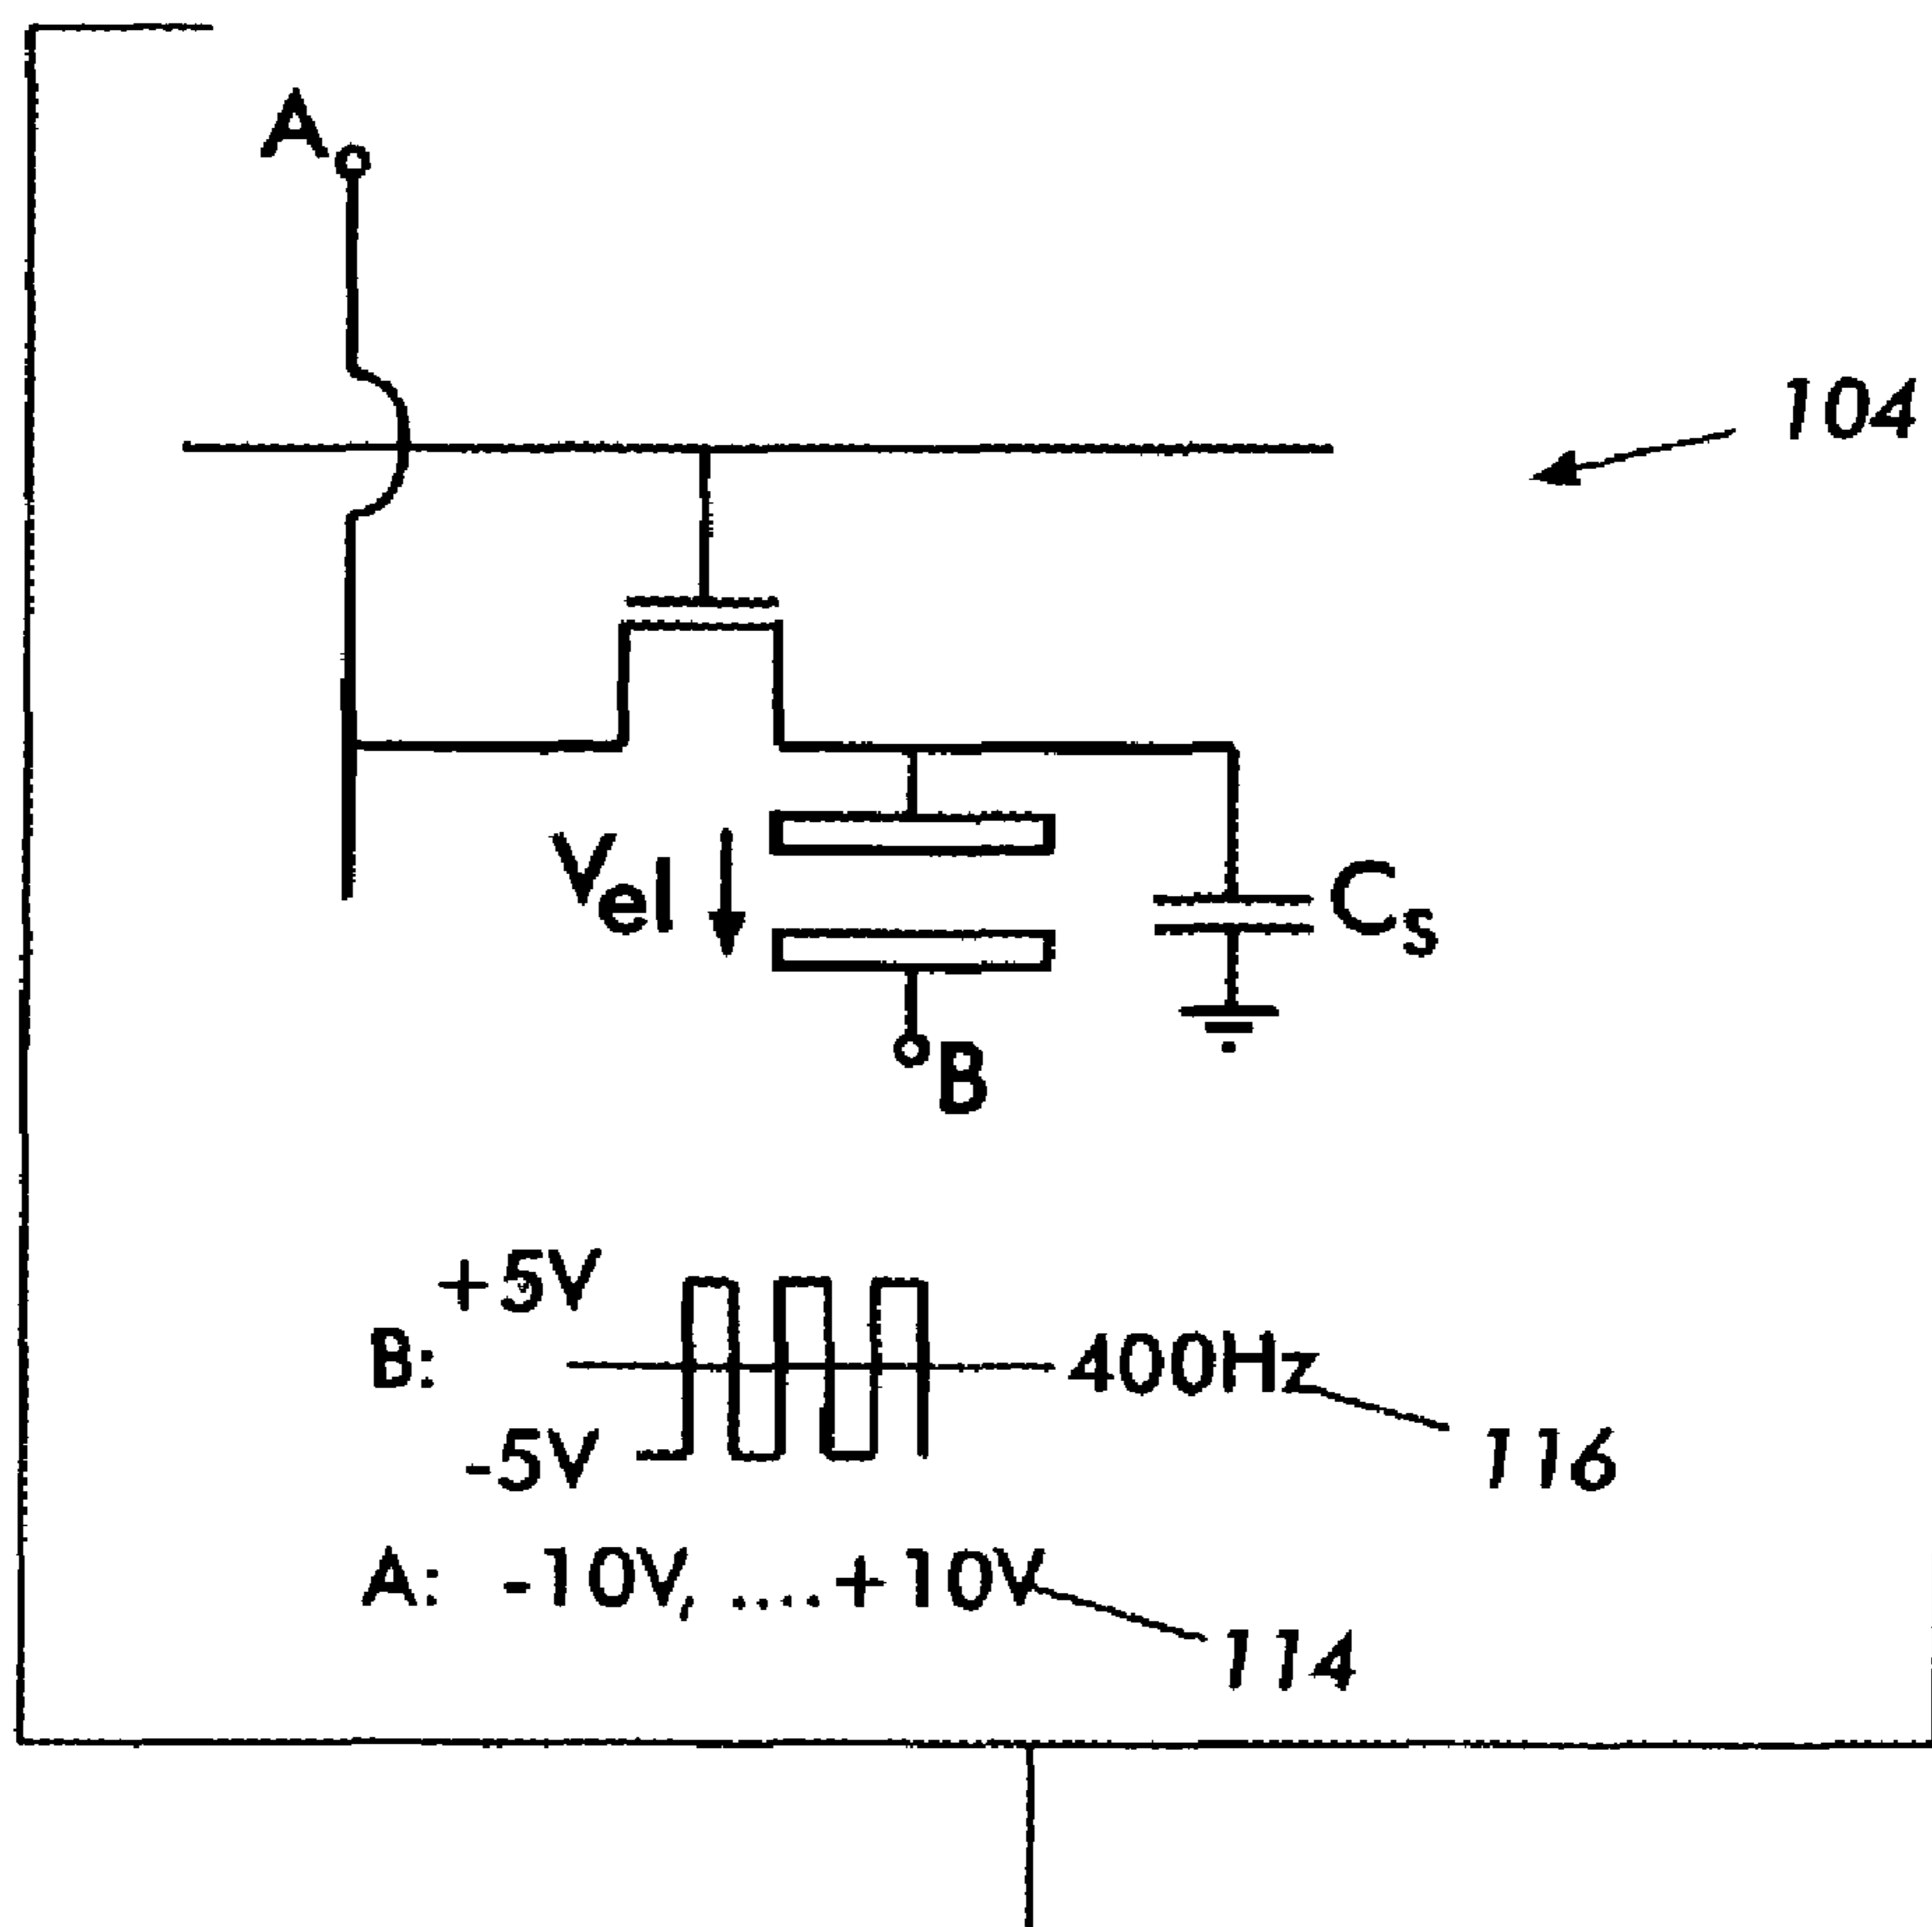 A
104
Vel
Cs
B
+5V
B:
400Hz
-5V
116
A: -10V, ....+10V
114